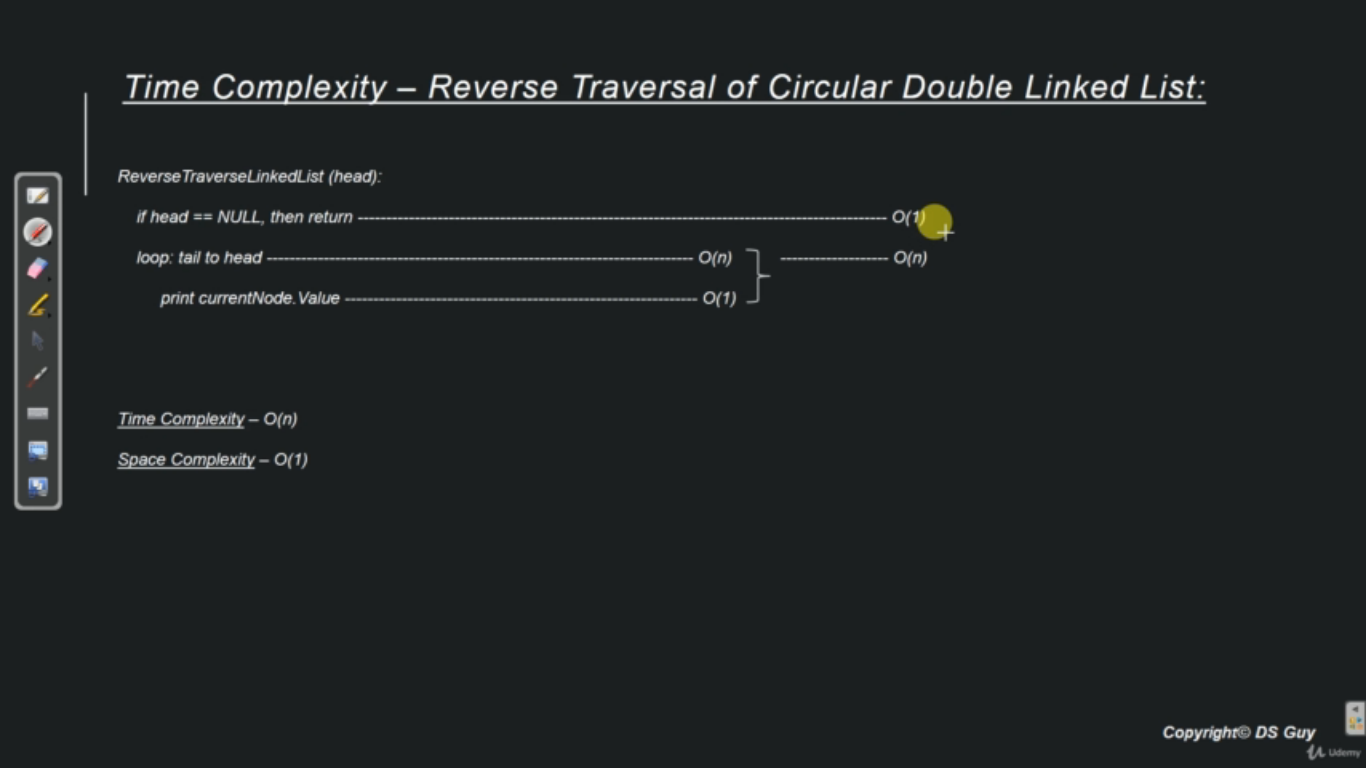 Time Complexity – Reverse Traversal of Circular Double Linked List:
ReverseTraverseLinkedList (head):
if head == NULL, then return ------------------------------------------------------------ O(1)
loop: tail to head ------------------------------------------------ O(n) ------------------- O(n)
print currentNode.Value ---------------------------------------- O(1)
Time Complexity – O(n)
Space Complexity – O(1)
Copyright© DS Guy
Udemy